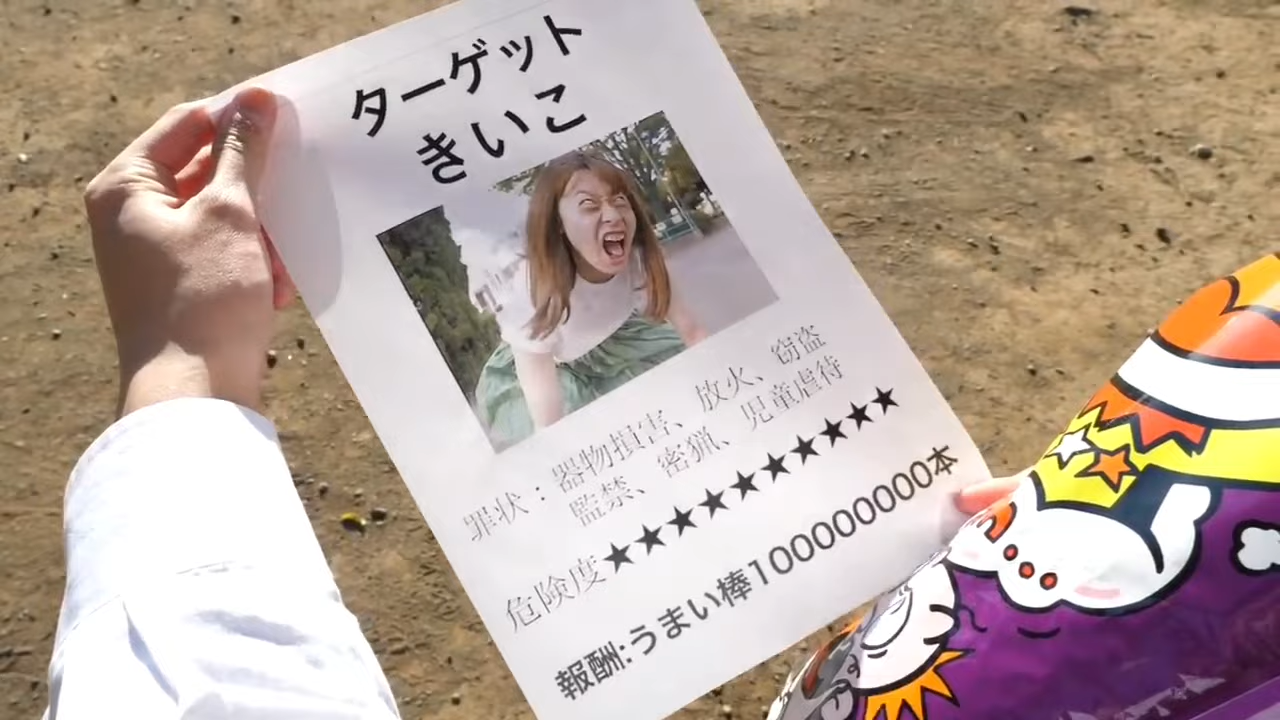 ターゲット
きいこ
罪状：器物損害、放火、窃盗
監禁、密猟、児童虐待
危険度★★★★★★★★★★
報酬:うまい棒100000000本